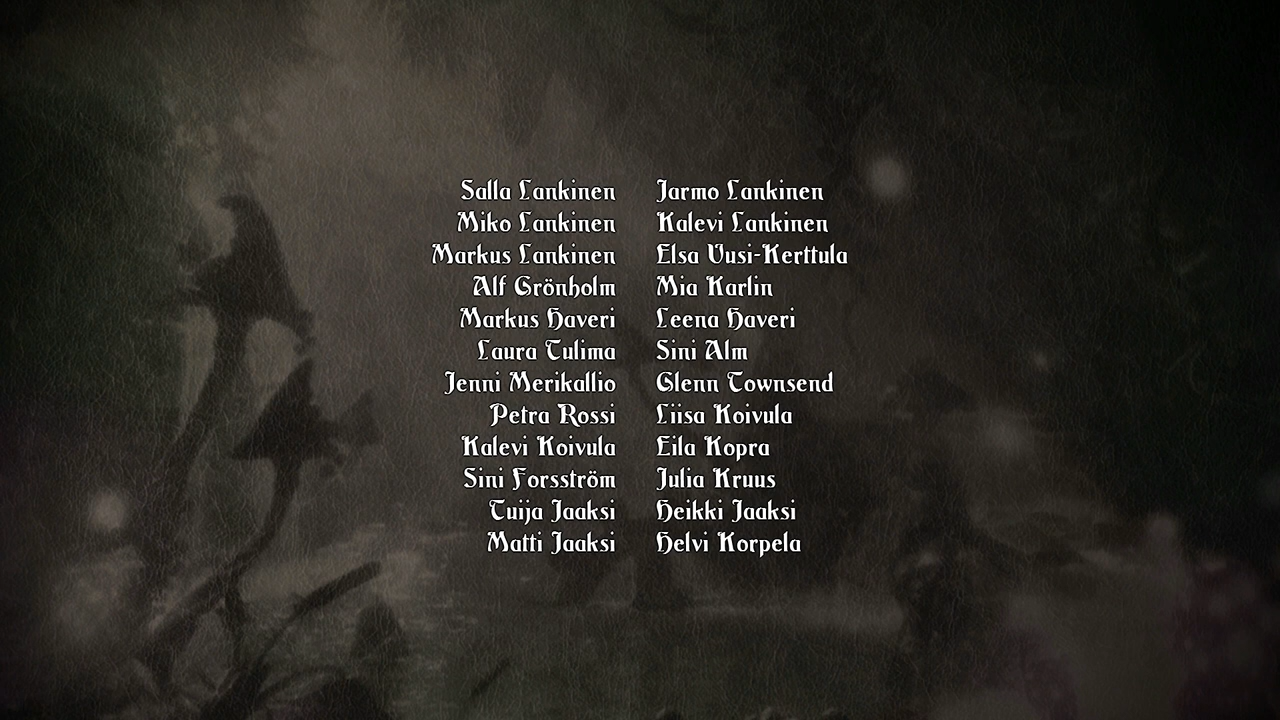 Salla Lankinen Jarmo Lankinen
Miko Lankinen Kalevi Lankinen
Markus Lankinen Elsa Uusi-Kerttula
Alf Grönholm Mia Karlin
Markus Haveri Leena Haveri
Laura Tulima Sini Alm
Jenni Merikallio Glenn Townsend
Petra Rossi Liisa Koivula
Kalevi Koivula Eila Kopra
Sini Forsström Julia Kruus
Tuija Jaaksi Heikki Jaaksi
Matti Jaaksi Helvi Korpela